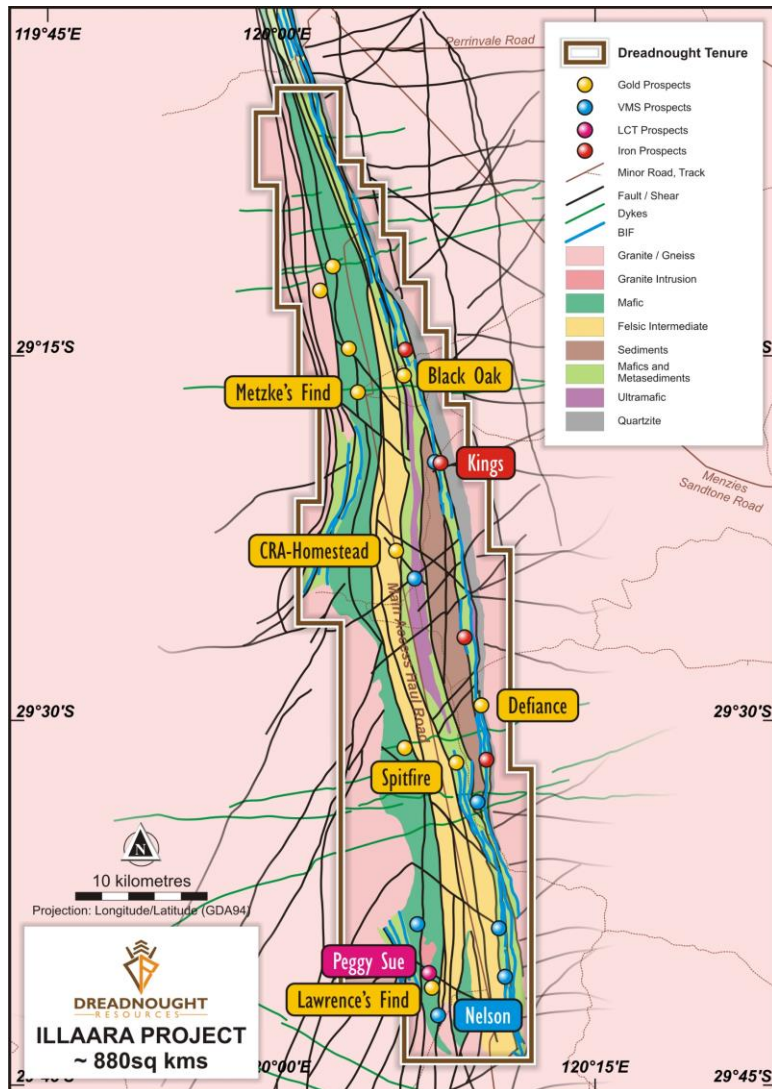 119°45'E
120°00'E
Perrinvale Road
Dreadnought Tenure
Gold Prospects
VMS Prospects
LCT Prospects
Iron Prospects
Minor Road, Track
Fault / Shear
Dykes
BIF
Granite / Gneiss
Granite Intrusion
Mafic
Felsic Intermediate
Sediments
Mafics and
Metasediments
Ultramafic
Quartzite
29°15'S
Black Oak
Metzke's Find
Kings
Menzies
Sandtone Road
CRA-Homestead
Main Access Haul Road
Defiance
29°30'S
29°30'S
Spitfire
N
10 kilometres
Projection: Longitude/Latitude (GDA94)
Peggy Sue
Lawrence's Find
Nelson
DREADNOUGHT
RESOURCES
ILLAARA PROJECT
~ 880sq kms
120°15'E
29°45'S